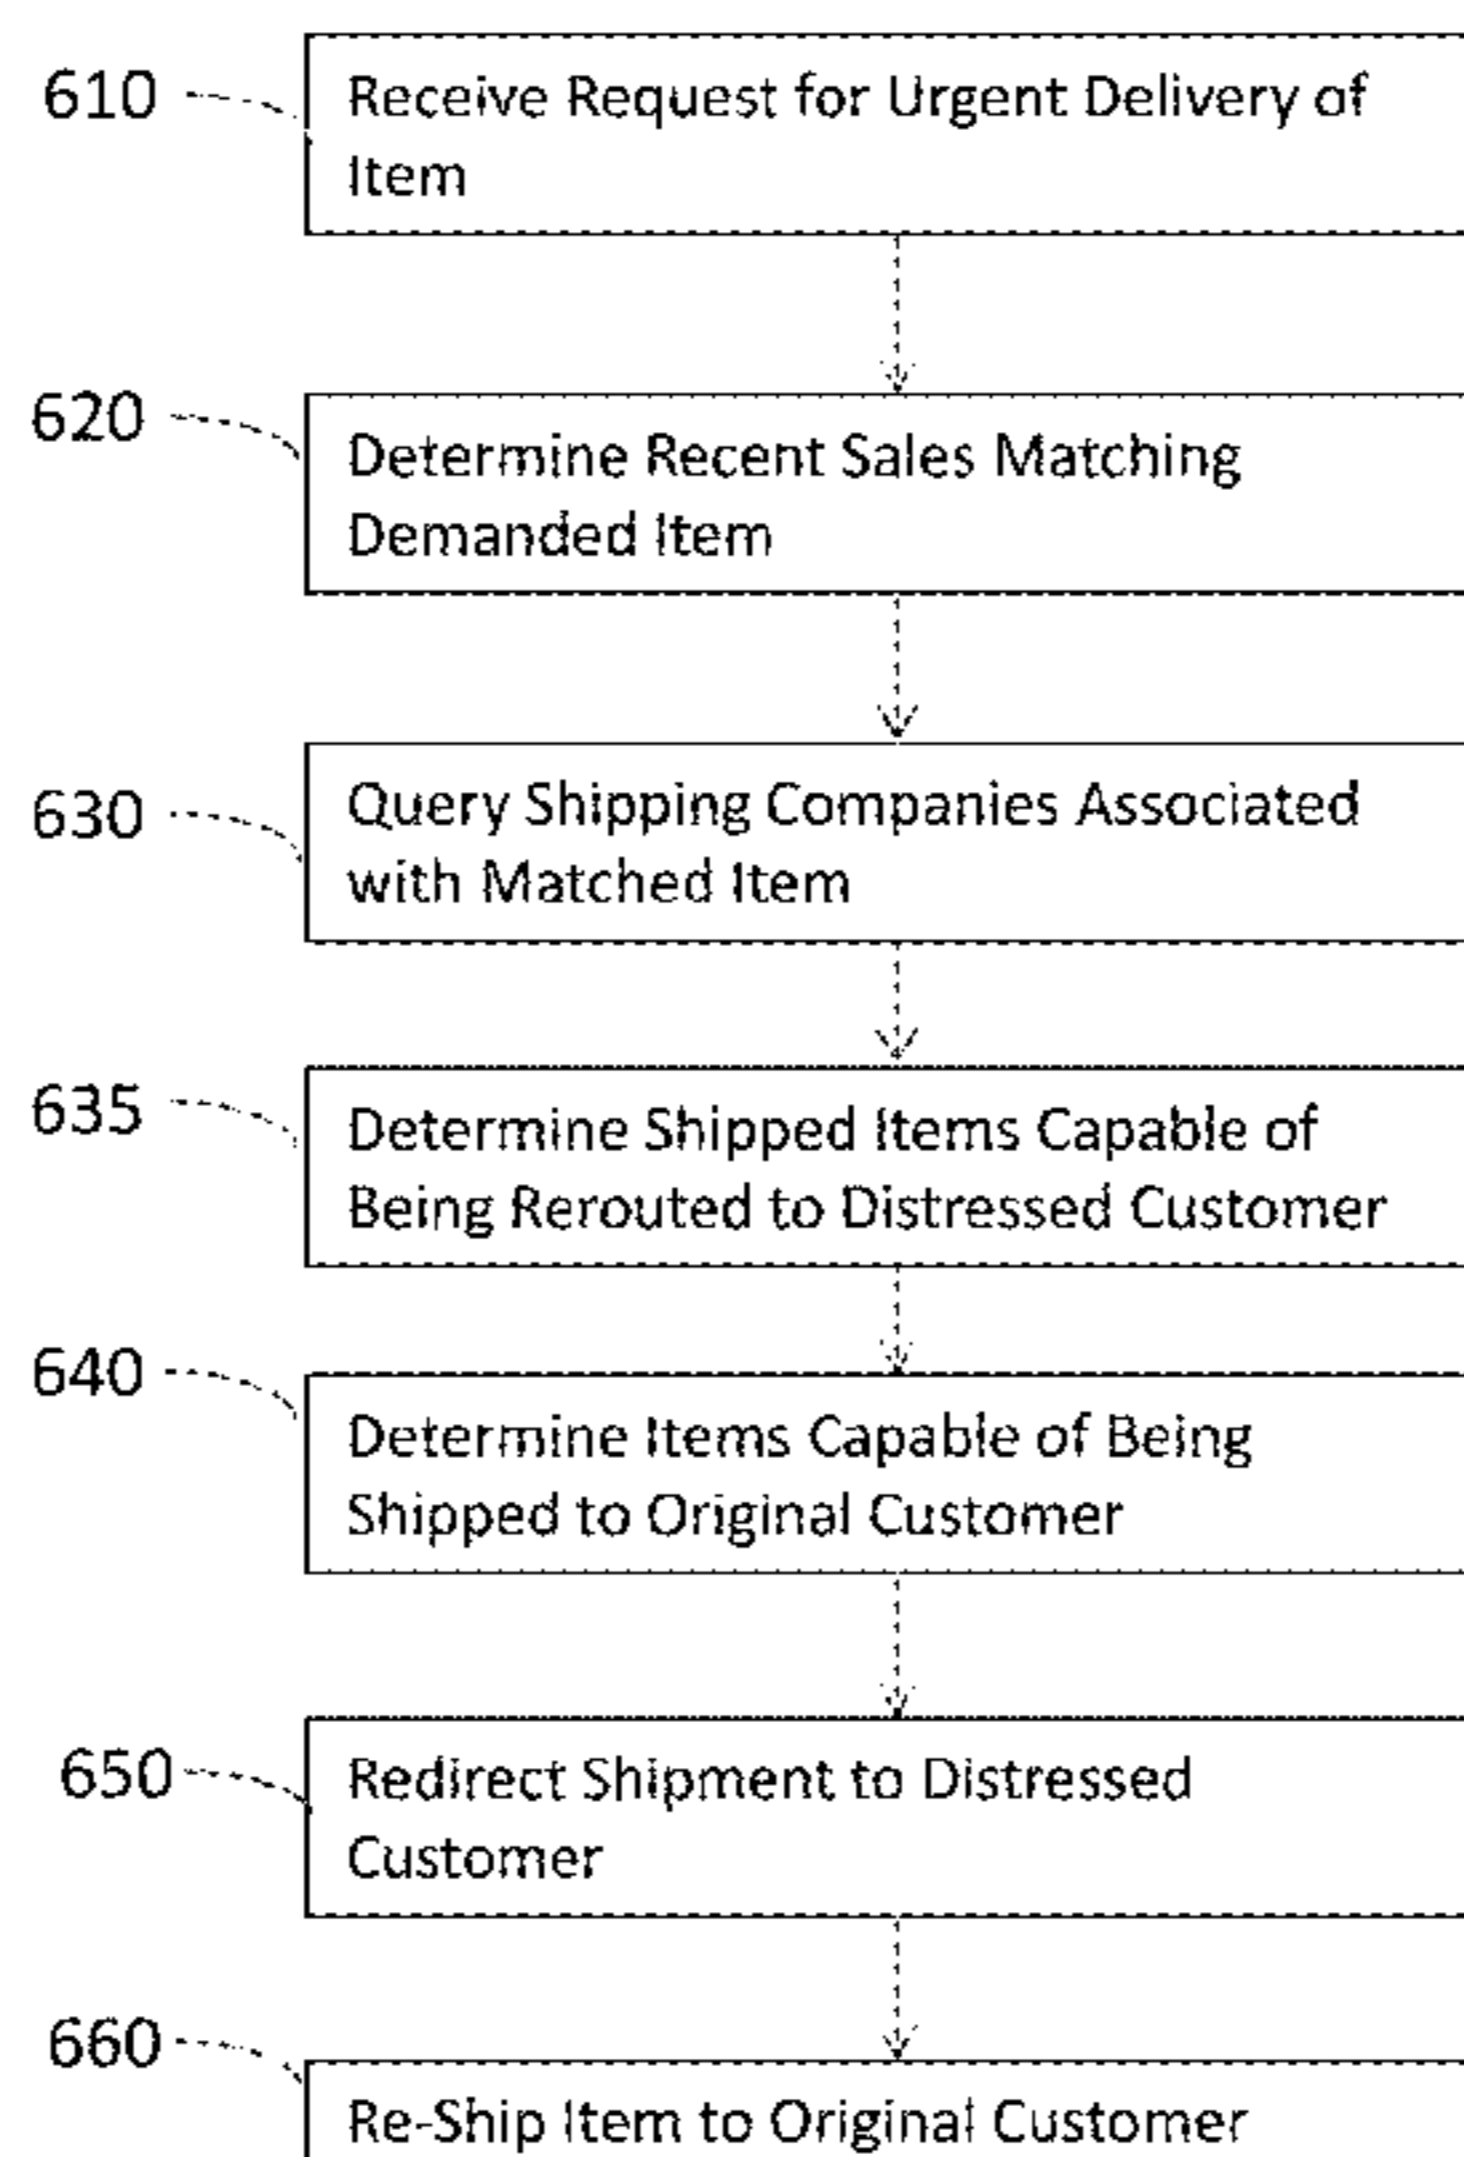 610
Receive Request for Urgent Delivery of
Item
620
Determine Recent Sales Matching
Demanded Item
630
Query Shipping Companies Associated
with Matched Item
635
Determine Shipped Items Capable of
Being Rerouted to Distressed Customer
640
Determine Items Capable of Being
Shipped to Original Customer
650
Redirect Shipment to Distressed
Customer
660
Re-Ship Item to Original Customer